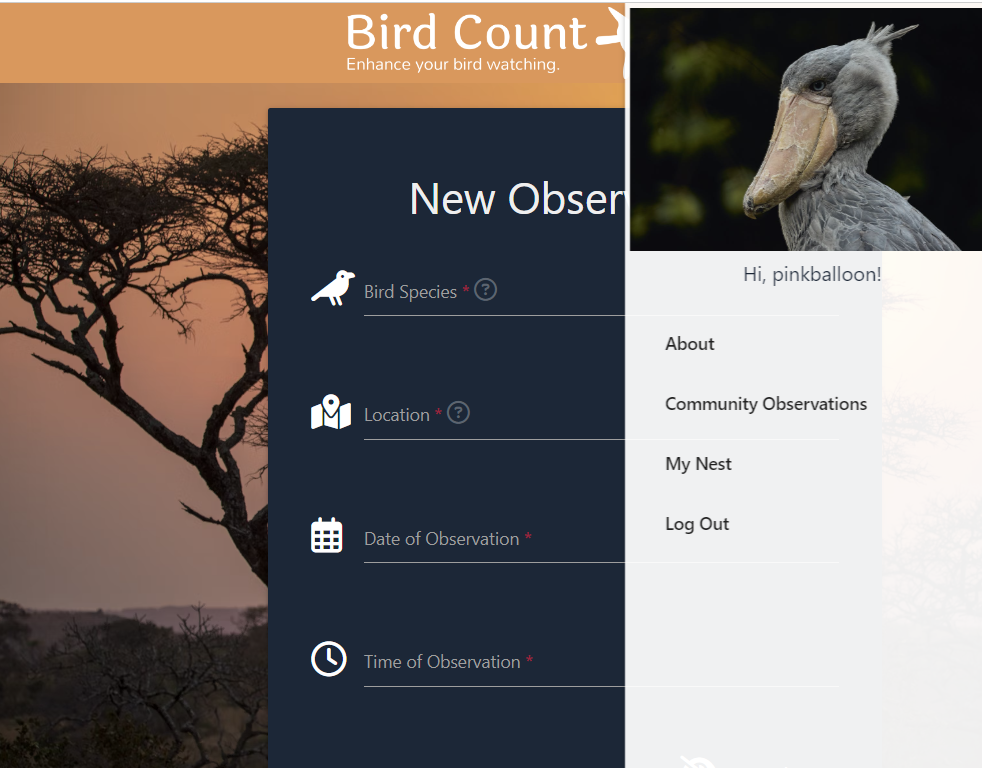 Bird Count
Enhance your bird watching.
New Obser
Bird Species * ?
Location * ?
Date of Observation *
Time of Observation *
Hi, pinkballoon!
About
Community Observations
My Nest
Log Out